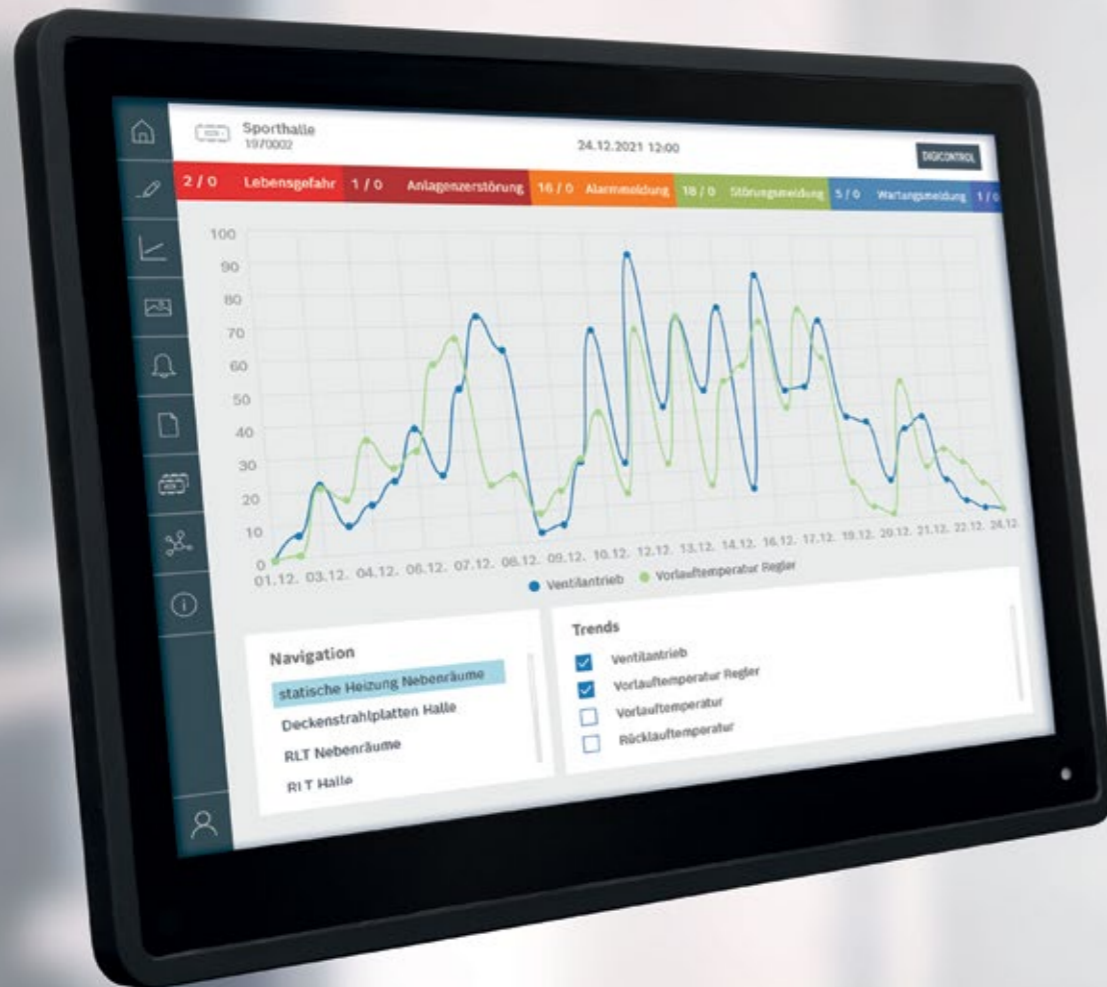 Sporthalle
1970002
24.12.2021 12:00
DIGICONTROL
2 / 0 Lebensgefahr 1 / 0 Anlagenzerstörung 16 / 0 Alarmmeldung 18 / 0 Störungsmeldung 5 / 0 Wartungsmeldung 1 / 0
100
90
80
70
60
50
40
30
20
10
0
01.12. 03.12. 04.12. 06.12. 07.12. 08.12. 09.12. 10.12. 12.12. 13.12. 14.12. 16.12. 17.12. 19.12. 20.12. 21.12. 22.12. 24.12.
Ventilantrieb Vorlauftemperatur Regler
Navigation
statische Heizung Nebenräume
Deckenstrahlplatten Halle
RLT Nebenräume
RLT Halle
Trends
Ventilantrieb
Vorlauftemperatur Regler
Vorlauftemperatur
Rücklauftemperatur